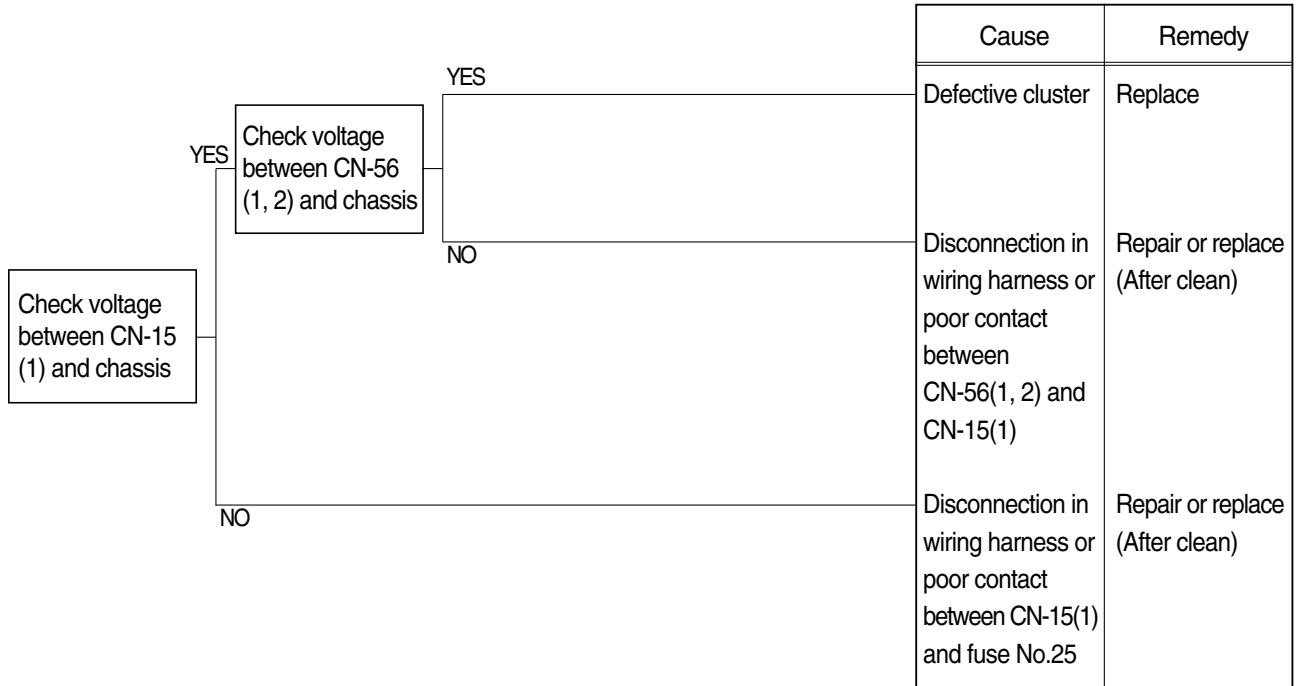 Cause
Remedy
YES
Defective cluster
Replace
YES
Check voltage
between CN-56
(1, 2) and chassis
NO
Disconnection in
wiring harness or
poor contact
between
CN-56(1, 2) and
CN-15(1)
Repair or replace
(After clean)
Check voltage
between CN-15
(1) and chassis
NO
Disconnection in
wiring harness or
poor contact
between CN-15(1)
and fuse No.25
Repair or replace
(After clean)